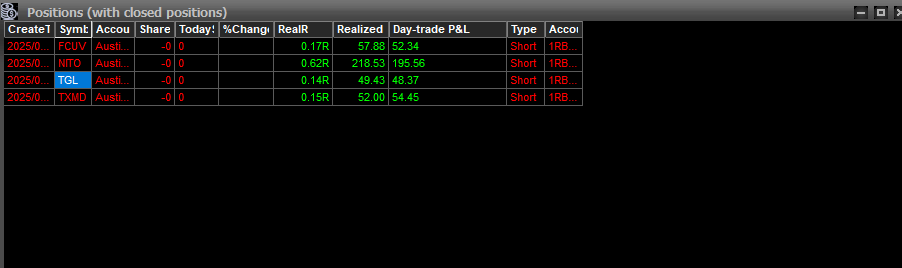 Positions (with closed positions)
CreateT Symb Accou Share Today! %Change RealR Realized Day-trade P&L Type Accou
2025/0... FCUV Austi... -0 0 0.17R 57.88 52.34 Short 1RB...
2025/0... NITO Austi... -0 0 0.62R 218.53 195.56 Short 1RB...
2025/0... TGL Austi... -0 0 0.14R 49.43 48.37 Short 1RB...
2025/0... TXMD Austi... -0 0 0.15R 52.00 54.45 Short 1RB...